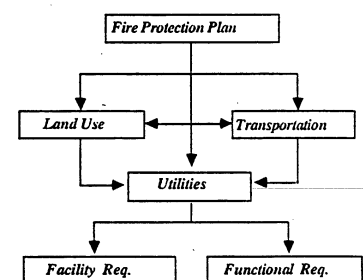 Fire Protection Plan
Land Use
Transportation
Utilities
Facility Req.
Functional Req.